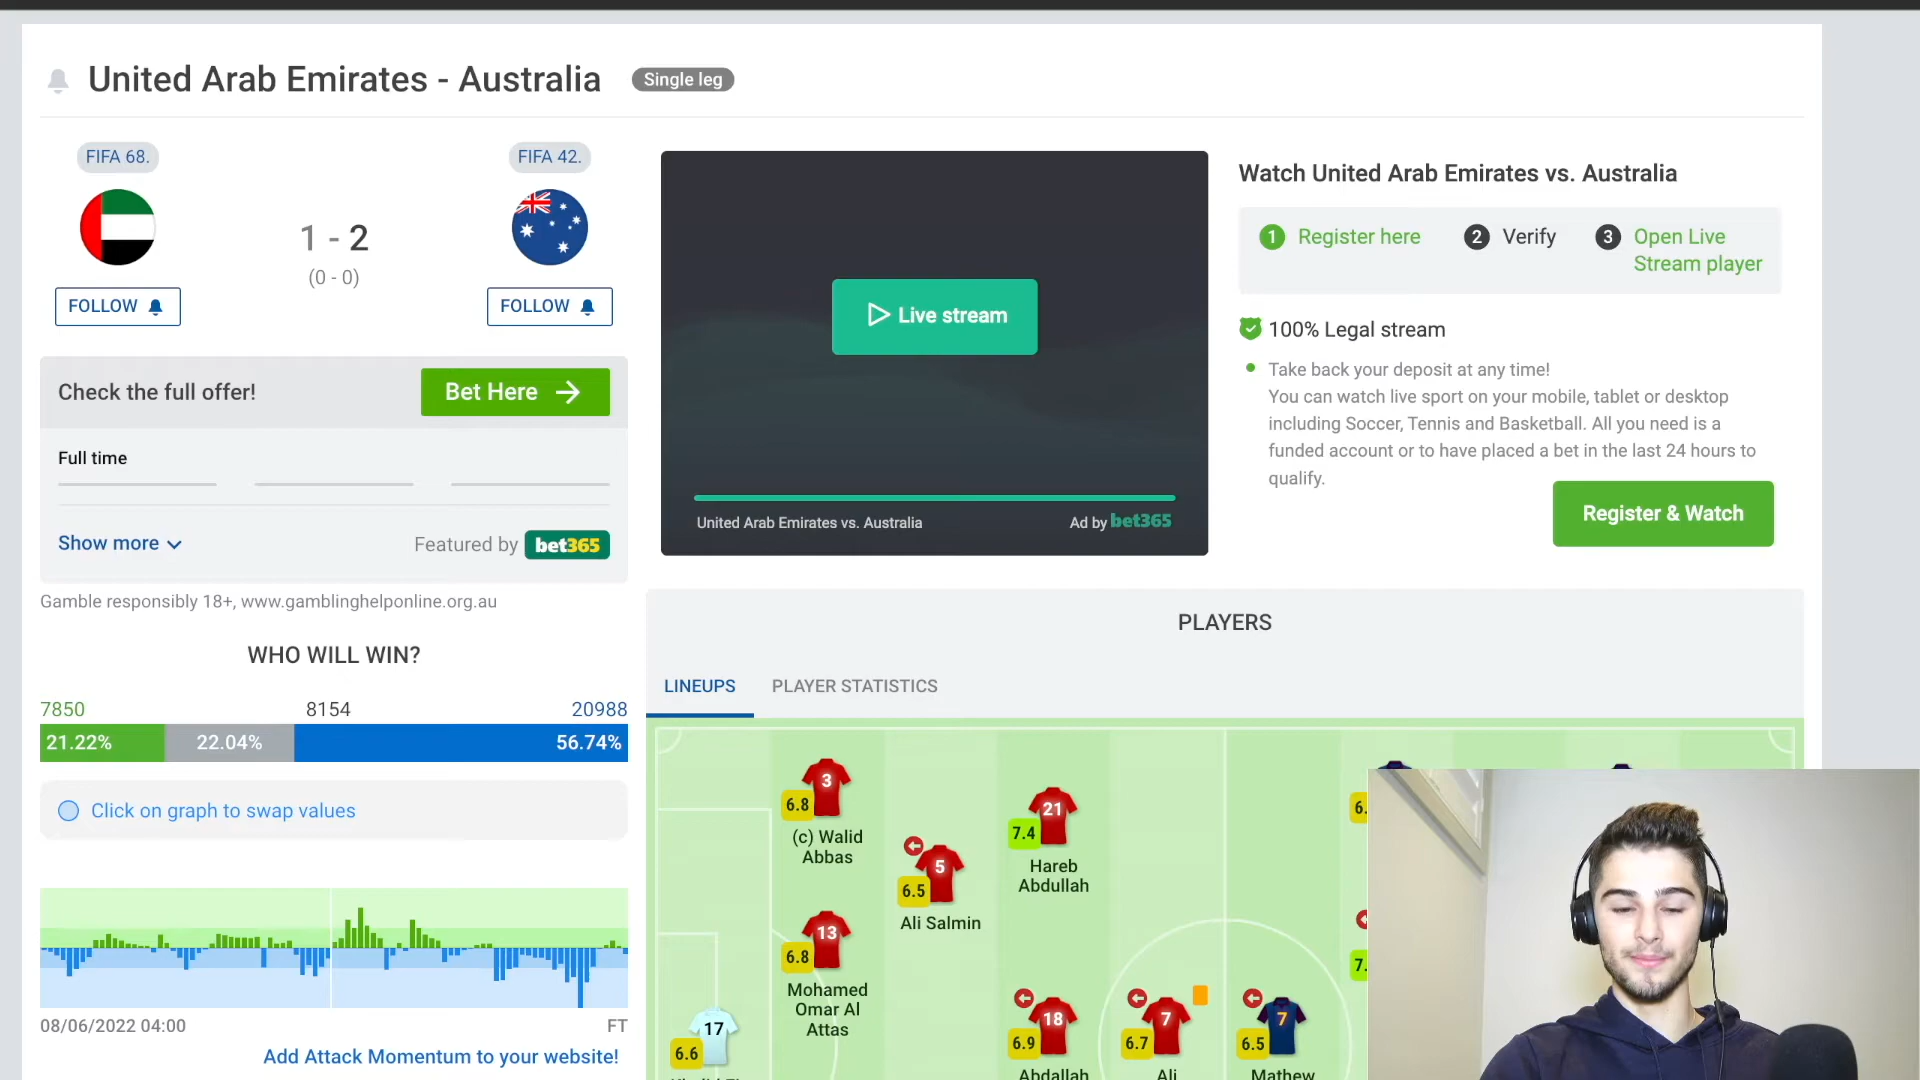 United Arab Emirates - Australia
Single leg
FIFA 68.
FIFA 42.
1 - 2
(0 - 0)
FOLLOW
FOLLOW
Check the full offer!
Bet Here
Full time
Show more
Featured by bet365
Gamble responsibly 18+, www.gamblinghelponline.org.au
WHO WILL WIN?
7850
8154
20988
21.22%
22.04%
56.74%
Click on graph to swap values
08/06/2022 04:00
FT
Add Attack Momentum to your website!
Live stream
United Arab Emirates vs. Australia
Ad by bet365
Watch United Arab Emirates vs. Australia
1 Register here
2 Verify
3 Open Live
Stream player
100% Legal stream
Take back your deposit at any time!
You can watch live sport on your mobile, tablet or desktop
including Soccer, Tennis and Basketball. All you need is a
funded account or to have placed a bet in the last 24 hours to
qualify.
Register & Watch
PLAYERS
LINEUPS
PLAYER STATISTICS
3
6.8
(c) Walid
Abbas
21
7.4
Hareb
Abdullah
5
6.5
Ali Salmin
13
6.8
Mohamed
Omar Al
Attas
17
6.6
18
6.9
Abdallah
7
6.7
Ali
7
6.5
Mathew
6.
7.